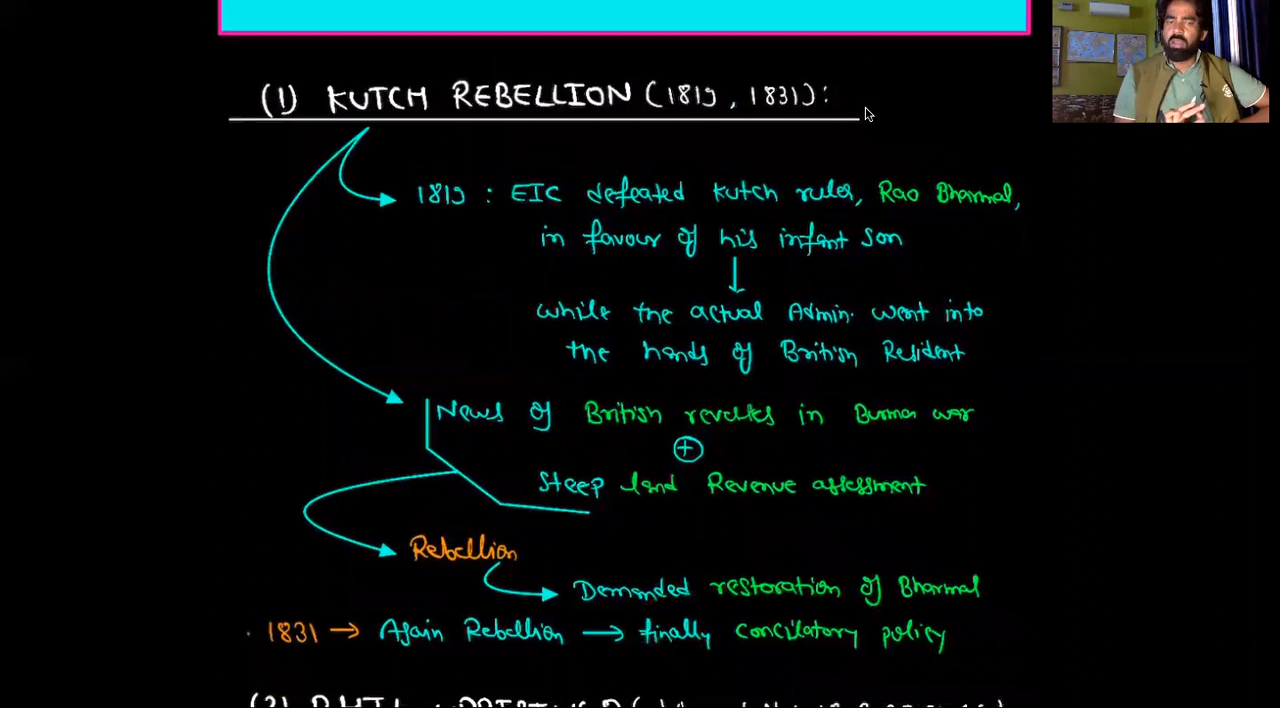 (1) KUTCH REBELLION (1819, 1831):
1819 : EIC defeated Kutch ruler, Rao Bharmal,
in favour of his infant son
while the actual Admin. went into
the hands of British Resident
News of British reverses in Burma war
+
Steep land Revenue assessment
Rebellion
Demanded restoration of Bharmal
1831 → Again Rebellion → finally concilatory policy
(2)